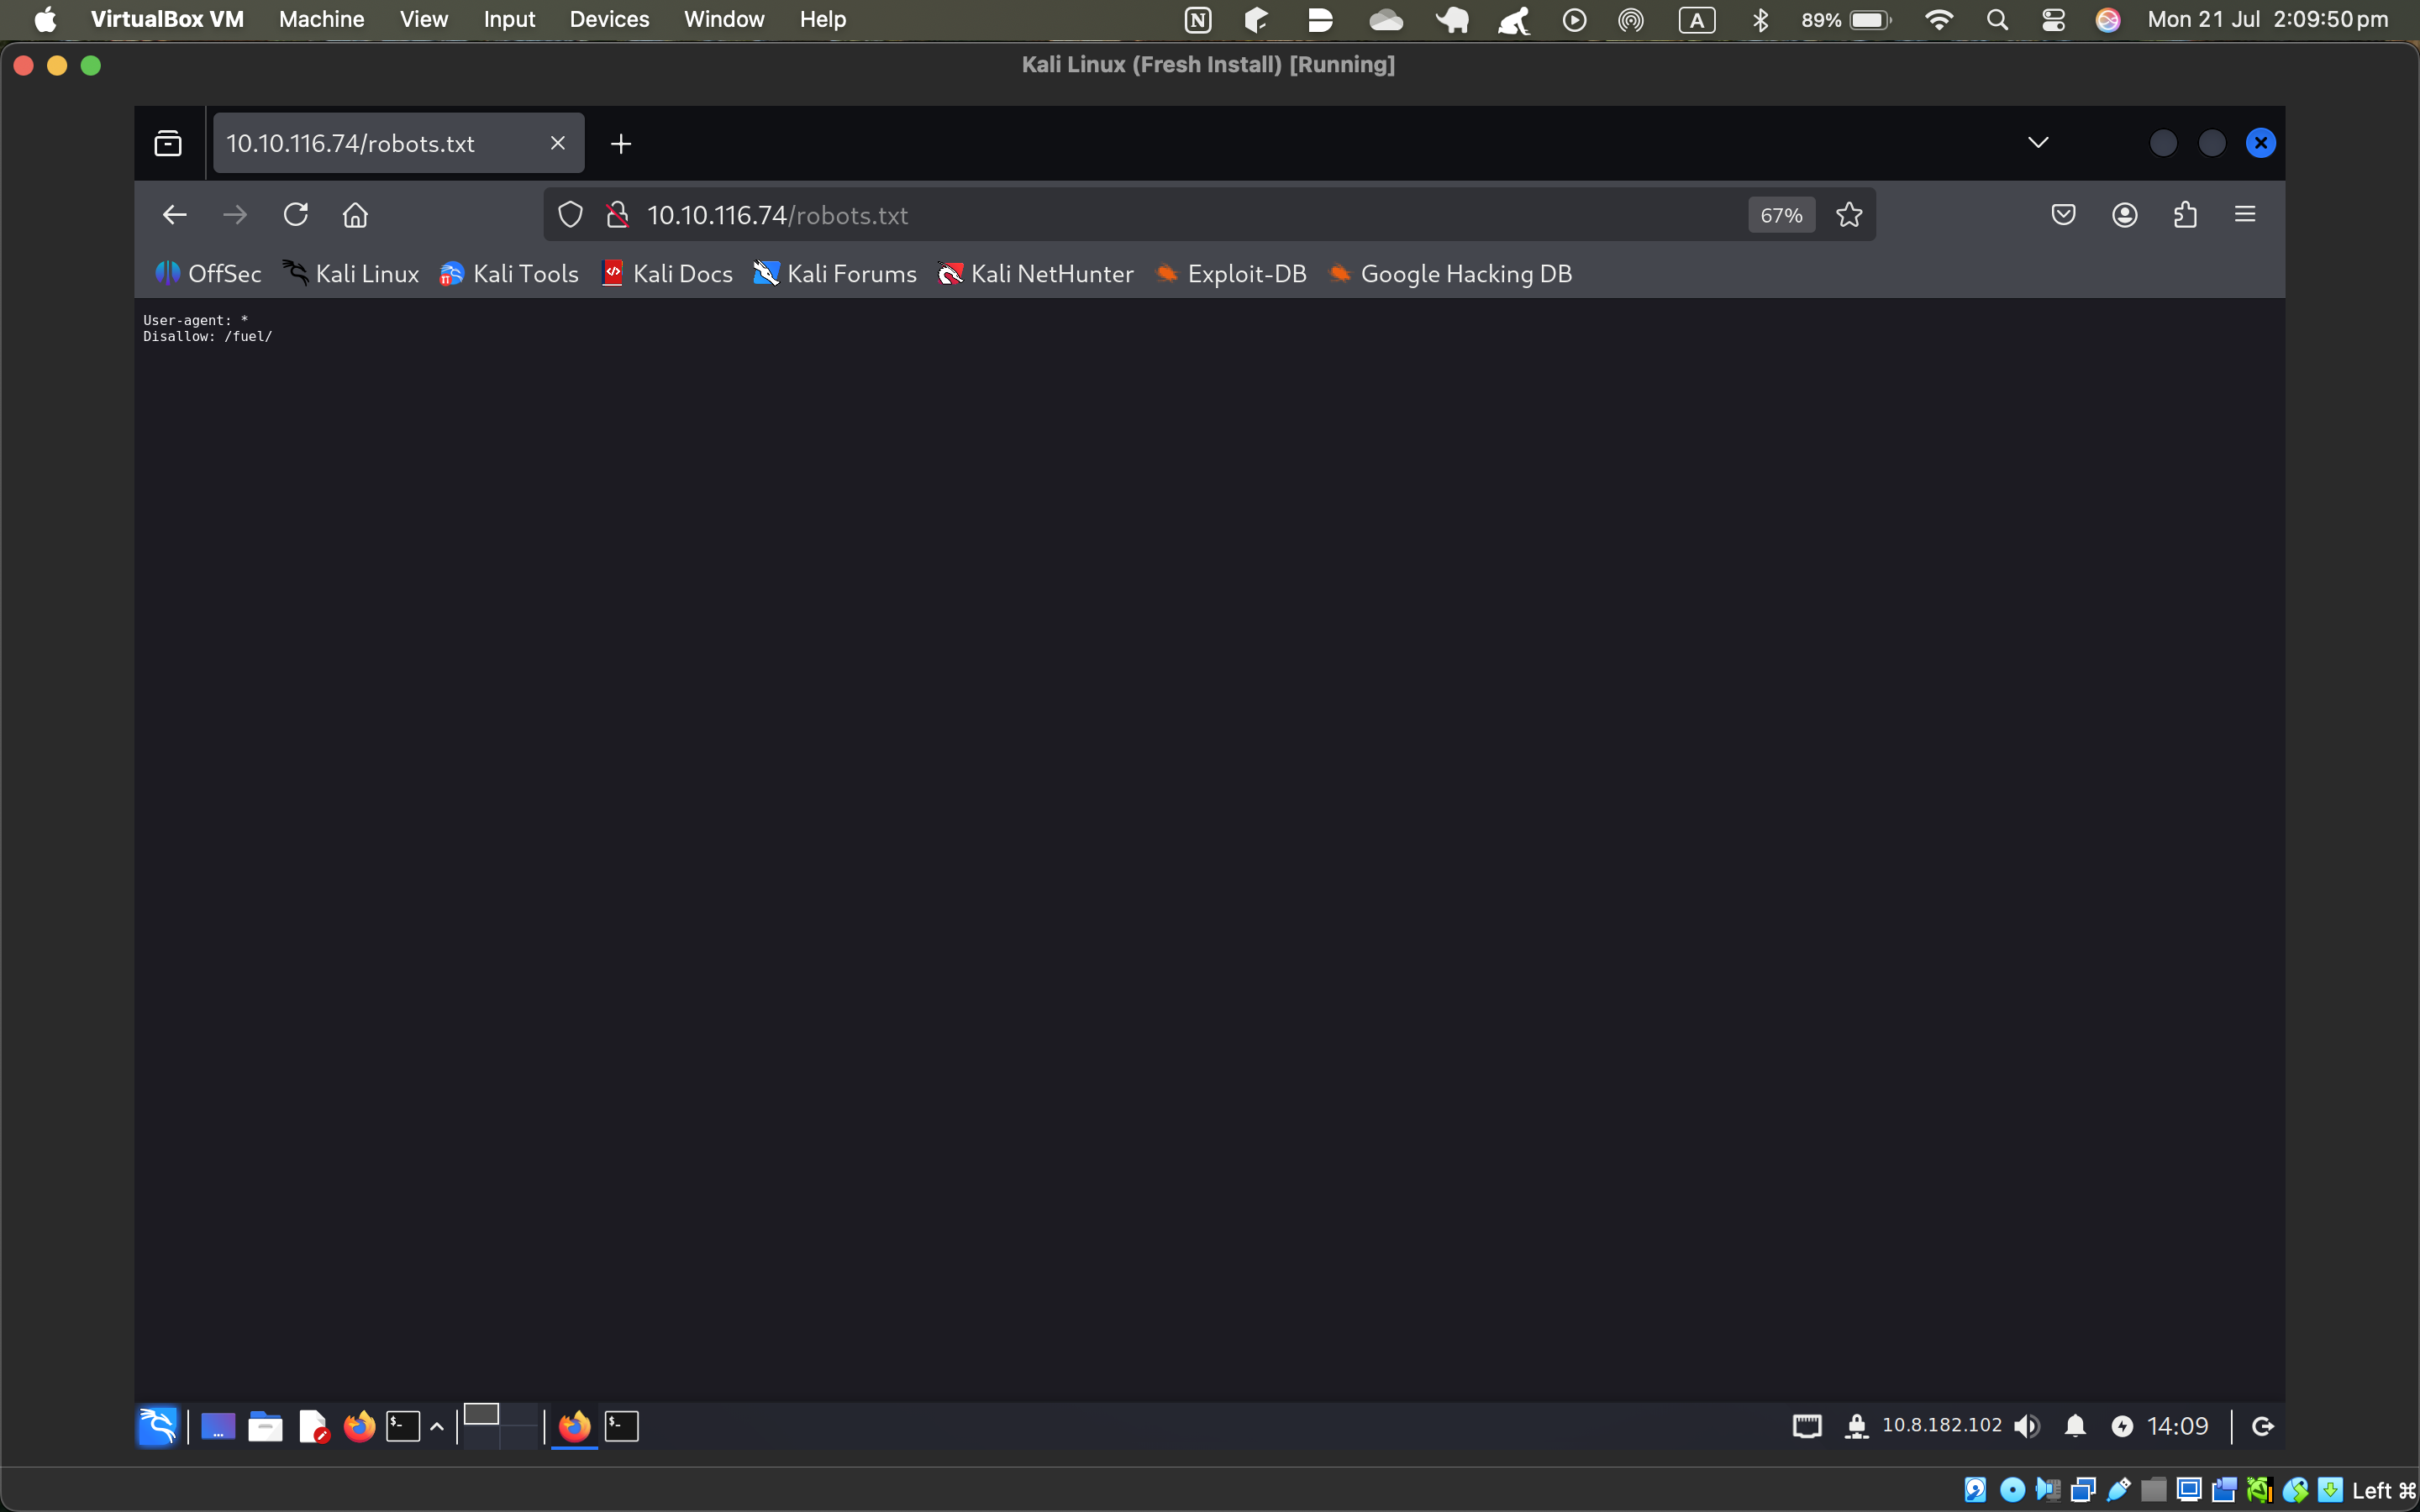 VirtualBox VM Machine View Input Devices Window Help A 89% Mon 21 Jul 2:09:50 pm
Kali Linux (Fresh Install) [Running]
10.10.116.74/robots.txt
10.10.116.74/robots.txt 67%
OffSec Kali Linux Kali Tools Kali Docs Kali Forums Kali NetHunter Exploit-DB Google Hacking DB
User-agent: *
Disallow: /fuel/
10.8.182.102 14:09
Left ⌘